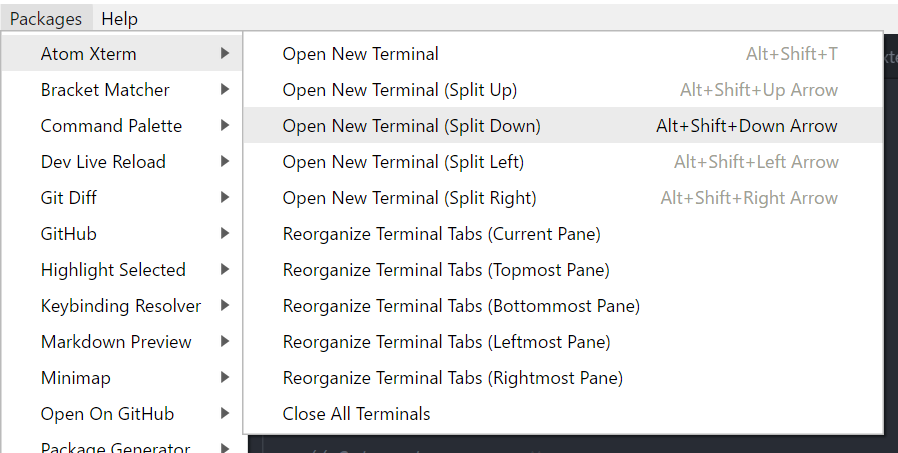 Packages Help
Atom Xterm
Bracket Matcher
Command Palette
Dev Live Reload
Git Diff
GitHub
Highlight Selected
Keybinding Resolver
Markdown Preview
Minimap
Open On GitHub
Package Generator
Open New Terminal Alt+Shift+T
Open New Terminal (Split Up) Alt+Shift+Up Arrow
Open New Terminal (Split Down) Alt+Shift+Down Arrow
Open New Terminal (Split Left) Alt+Shift+Left Arrow
Open New Terminal (Split Right) Alt+Shift+Right Arrow
Reorganize Terminal Tabs (Current Pane)
Reorganize Terminal Tabs (Topmost Pane)
Reorganize Terminal Tabs (Bottommost Pane)
Reorganize Terminal Tabs (Leftmost Pane)
Reorganize Terminal Tabs (Rightmost Pane)
Close All Terminals